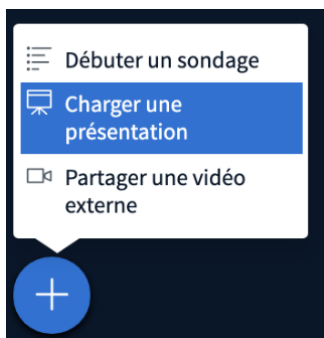 Débuter un sondage
Charger une
présentation
Partager une vidéo
externe